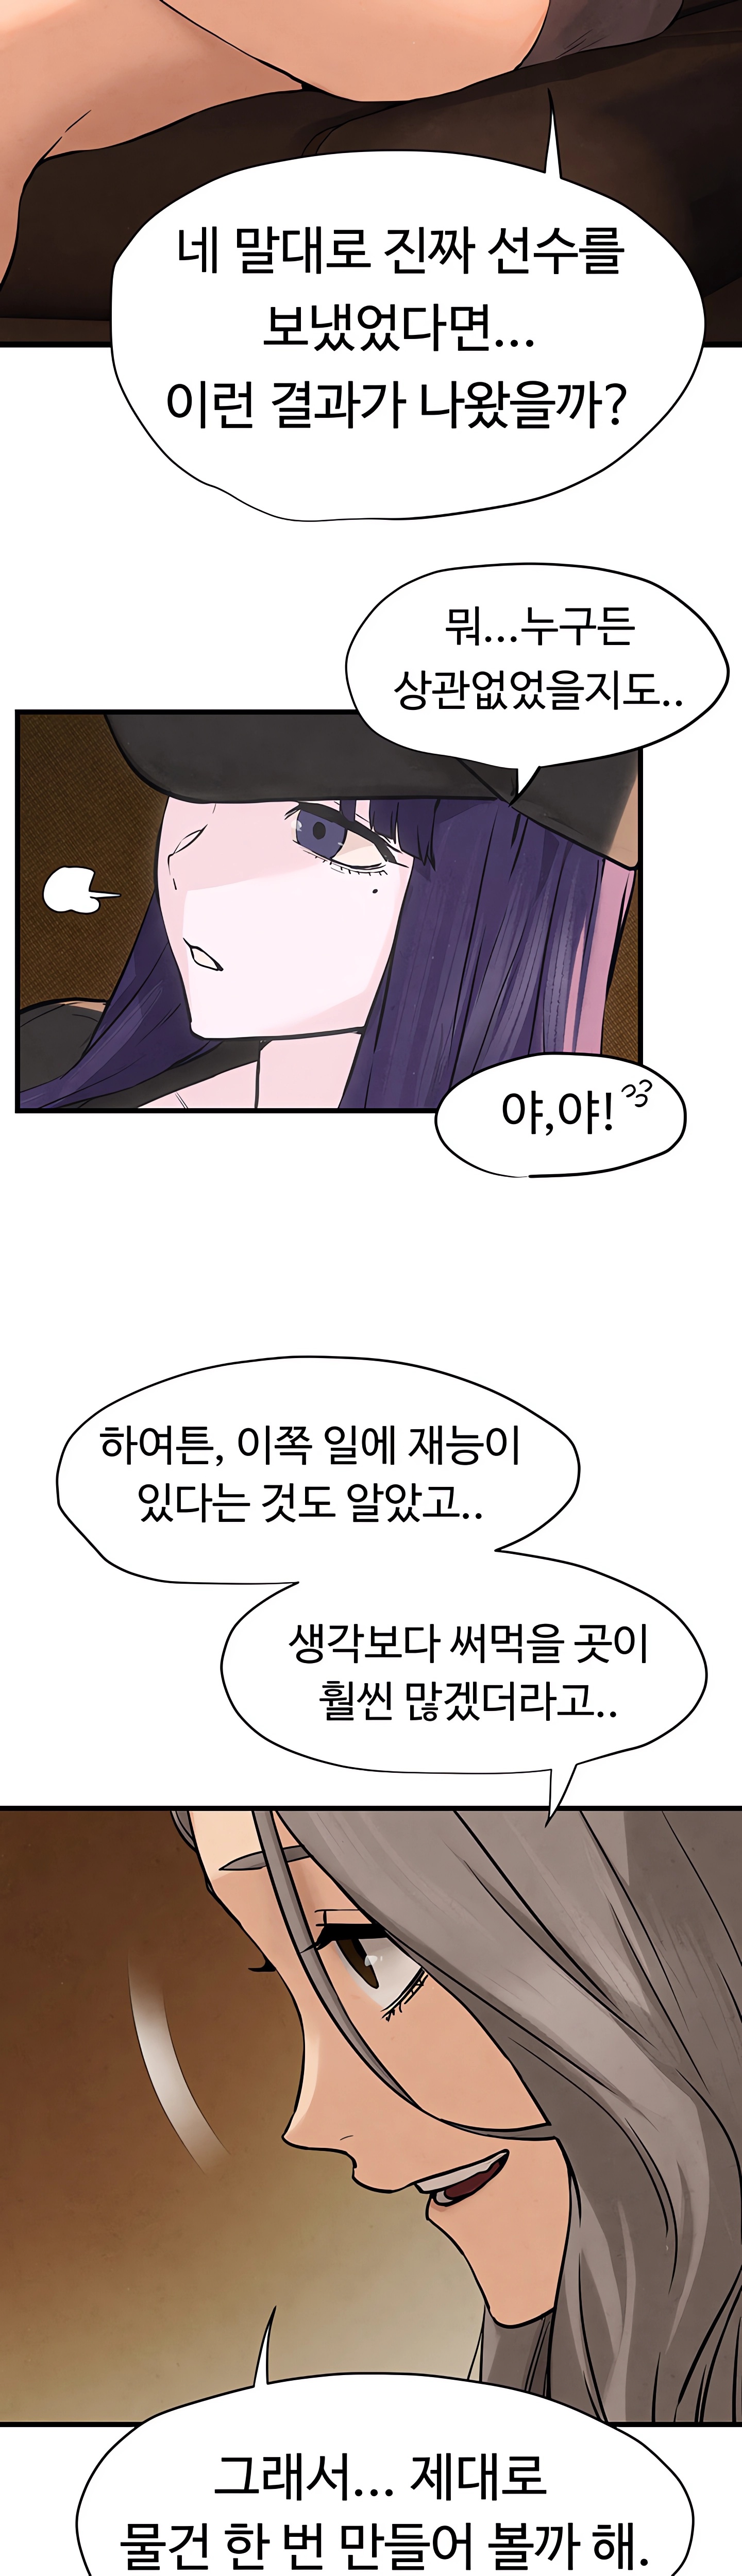 네 말대로 진짜 선수를
보냈었다면...
이런 결과가 나왔을까?
뭐...누구든
상관없었을지도..
야,야!
하여튼, 이쪽 일에 재능이
있다는 것도 알았고..
생각보다 써먹을 곳이
훨씬 많겠더라고..
그래서... 제대로
물건 한 번 만들어 볼까 해.